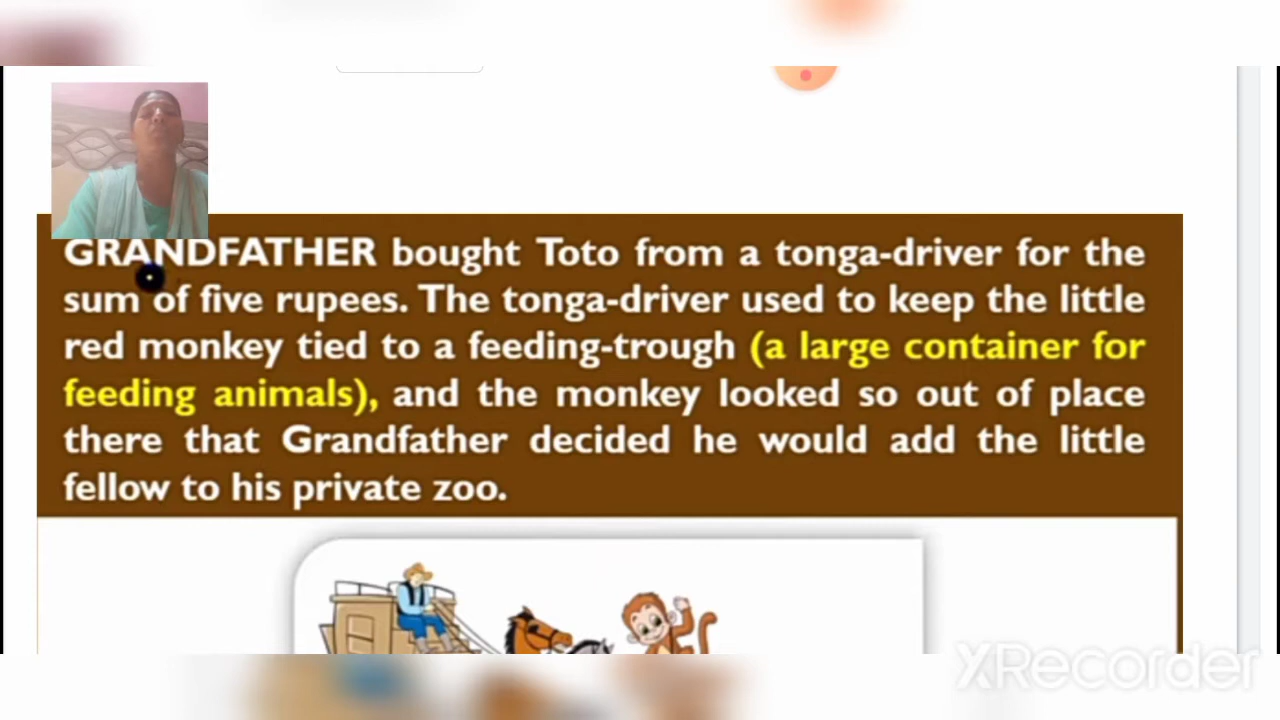 GRANDFATHER bought Toto from a tonga-driver for the
sum of five rupees. The tonga-driver used to keep the little
red monkey tied to a feeding-trough (a large container for
feeding animals), and the monkey looked so out of place
there that Grandfather decided he would add the little
fellow to his private zoo.
XRecorder